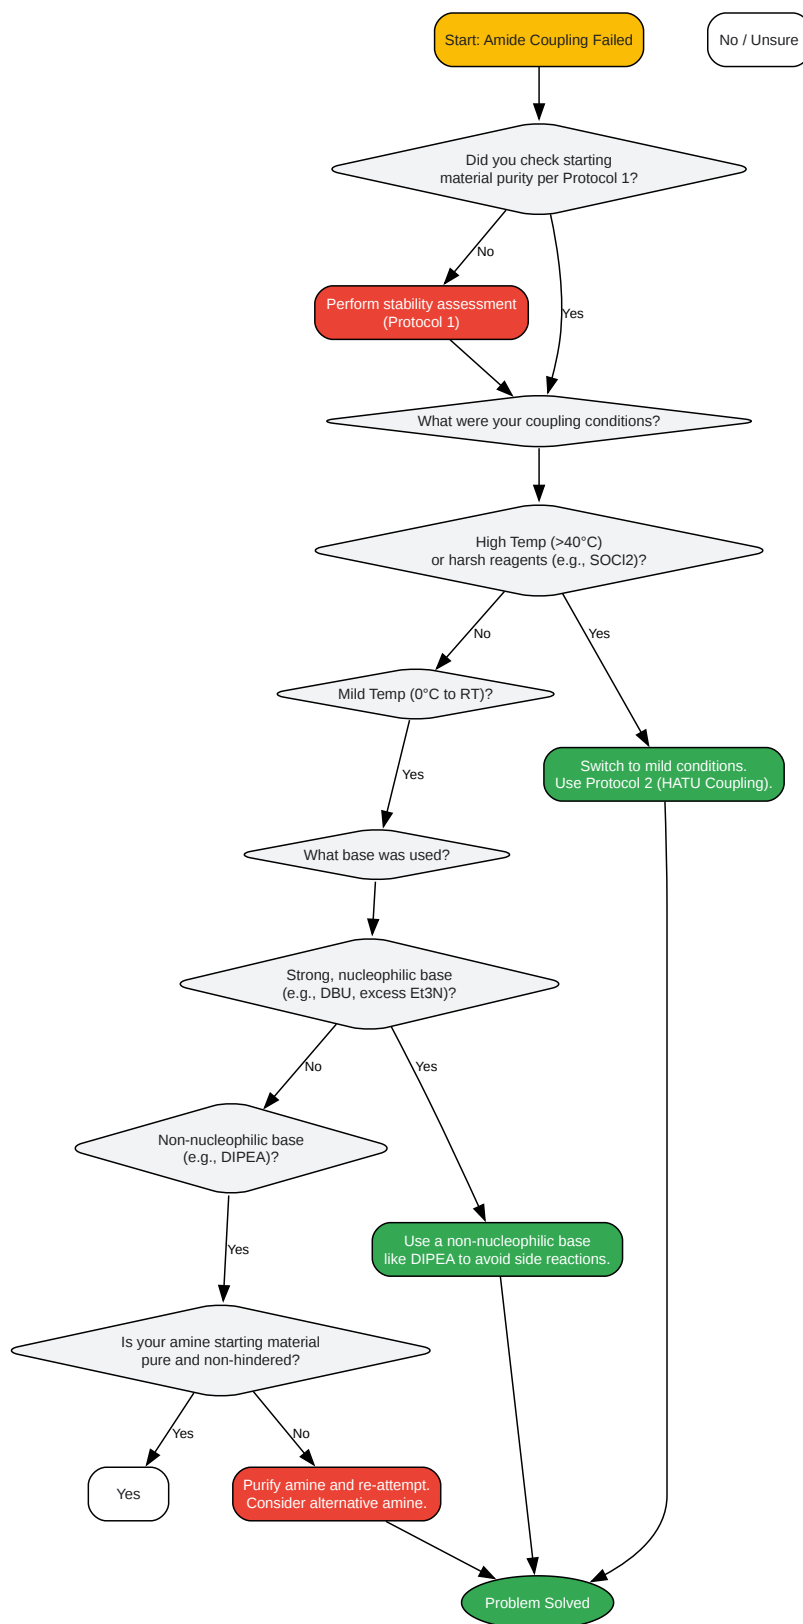 Start: Amide Coupling Failed
No / Unsure
Did you check starting
material purity per Protocol 1?
No
Yes
Perform stability assessment
(Protocol 1)
What were your coupling conditions?
High Temp (>40°C)
or harsh reagents (e.g., SOCl2)?
No
Yes
Mild Temp (0°C to RT)?
Switch to mild conditions.
Use Protocol 2 (HATU Coupling).
Yes
What base was used?
Strong, nucleophilic base
(e.g., DBU, excess Et3N)?
No
Yes
Non-nucleophilic base
(e.g., DIPEA)?
Use a non-nucleophilic base
like DIPEA to avoid side reactions.
Yes
Is your amine starting material
pure and non-hindered?
Yes
No
Yes
Purify amine and re-attempt.
Consider alternative amine.
Problem Solved